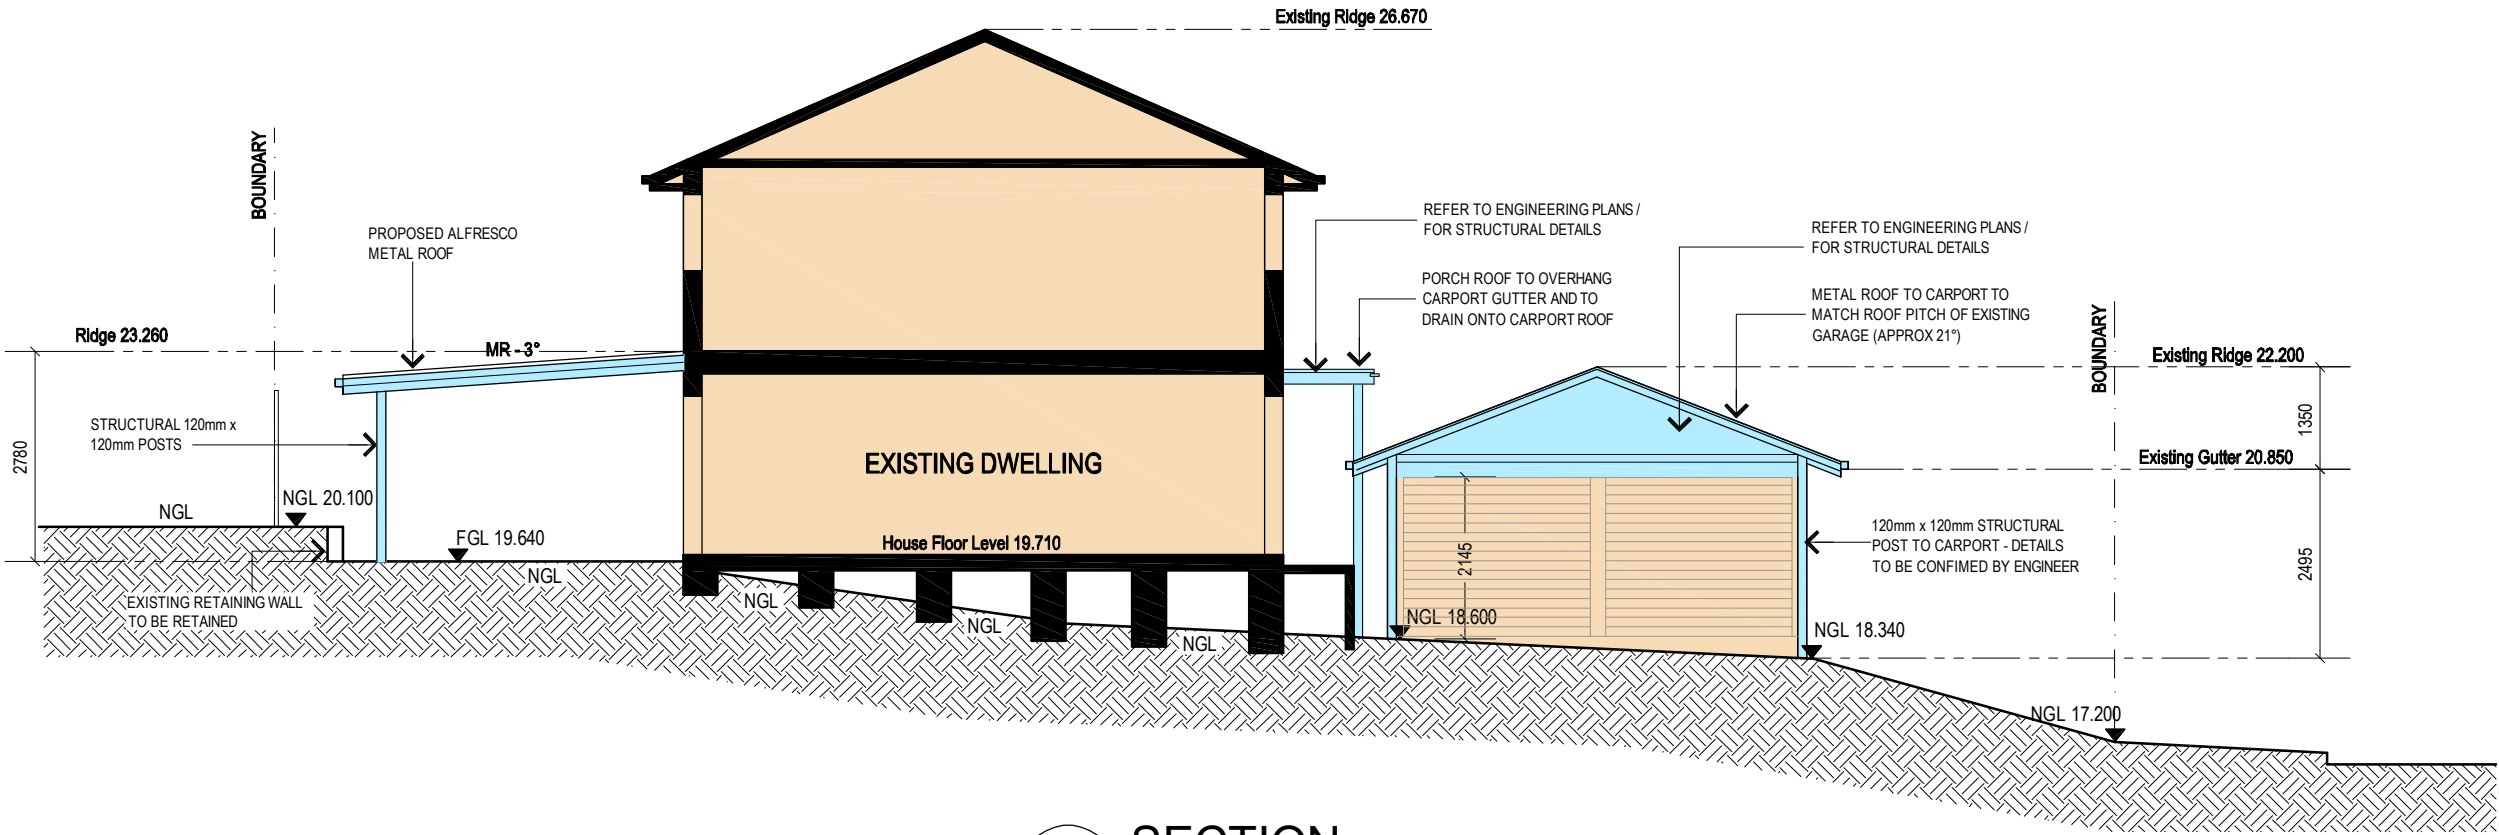 Existing Ridge 26.670
BOUNDARY
PROPOSED ALFRESCO
METAL ROOF
REFER TO ENGINEERING PLANS /
FOR STRUCTURAL DETAILS
REFER TO ENGINEERING PLANS /
FOR STRUCTURAL DETAILS
PORCH ROOF TO OVERHANG
CARPORT GUTTER AND TO
DRAIN ONTO CARPORT ROOF
METAL ROOF TO CARPORT TO
MATCH ROOF PITCH OF EXISTING
GARAGE (APPROX 21°)
BOUNDARY
Ridge 23.260
MR - 3°
Existing Ridge 22.200
1350
STRUCTURAL 120mm x
120mm POSTS
2780
EXISTING DWELLING
Existing Gutter 20.850
NGL
NGL 20.100
FGL 19.640
House Floor Level 19.710
2145
120mm x 120mm STRUCTURAL
POST TO CARPORT - DETAILS
TO BE CONFIMED BY ENGINEER
2495
NGL
NGL
EXISTING RETAINING WALL
TO BE RETAINED
NGL
NGL
NGL 18.600
NGL 18.340
NGL 17.200
SECTION